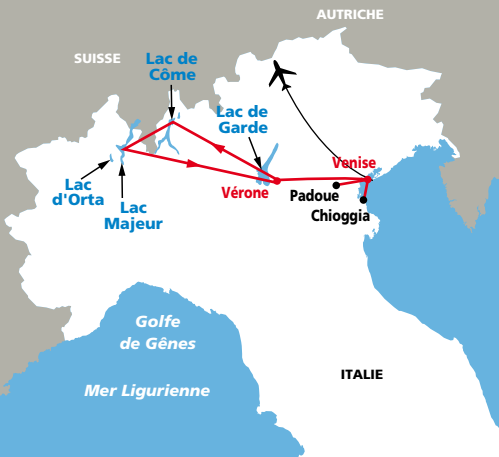 AUTRICHE
SUISSE
Lac de
Côme
Lac de
Garde
Venise
Lac
d'Orta
Lac
Majeur
Vérone
Padoue
Chioggia
Golfe
de Gênes
Mer Ligurienne
ITALIE